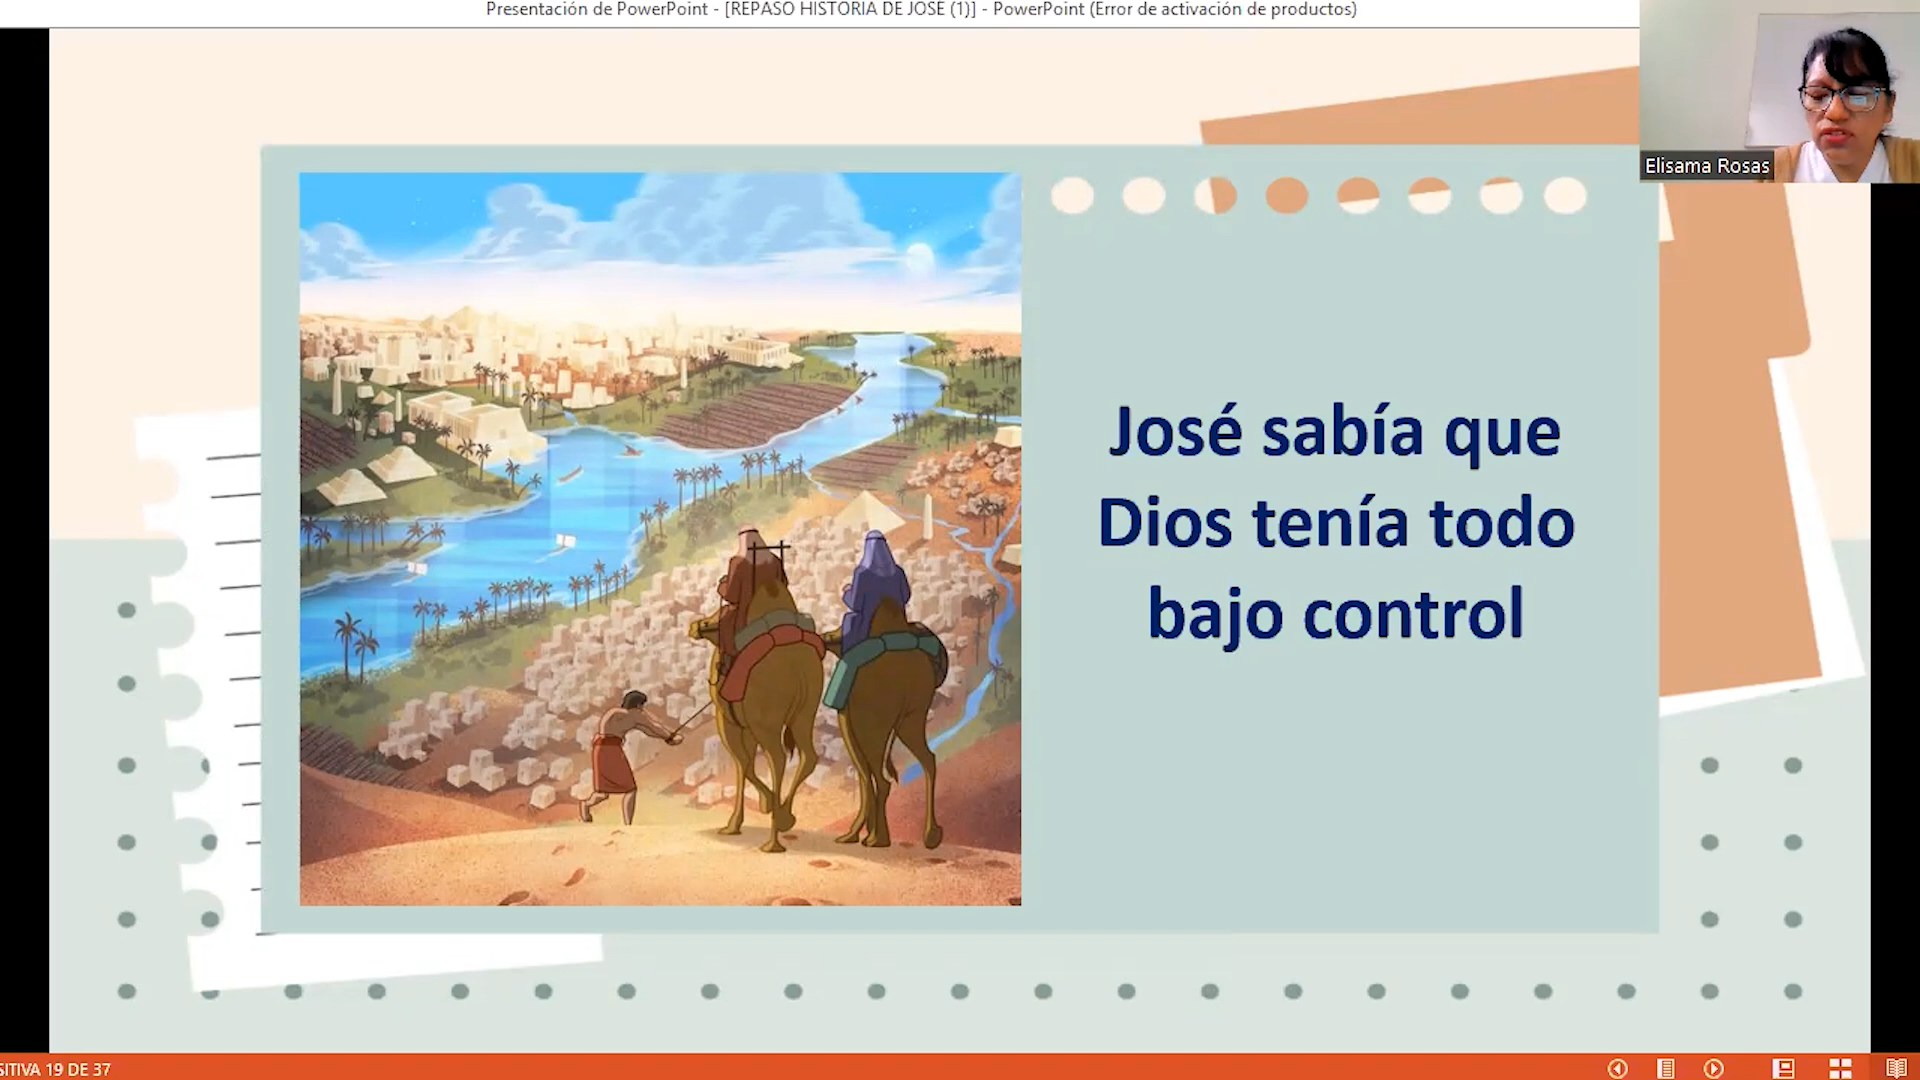 Presentación de PowerPoint - [REPASO HISTORIA DE JOSE (1)] - PowerPoint (Error de activación de productos)
Elisama Rosas
José sabía que
Dios tenía todo
bajo control
SITIVA 19 DE 37